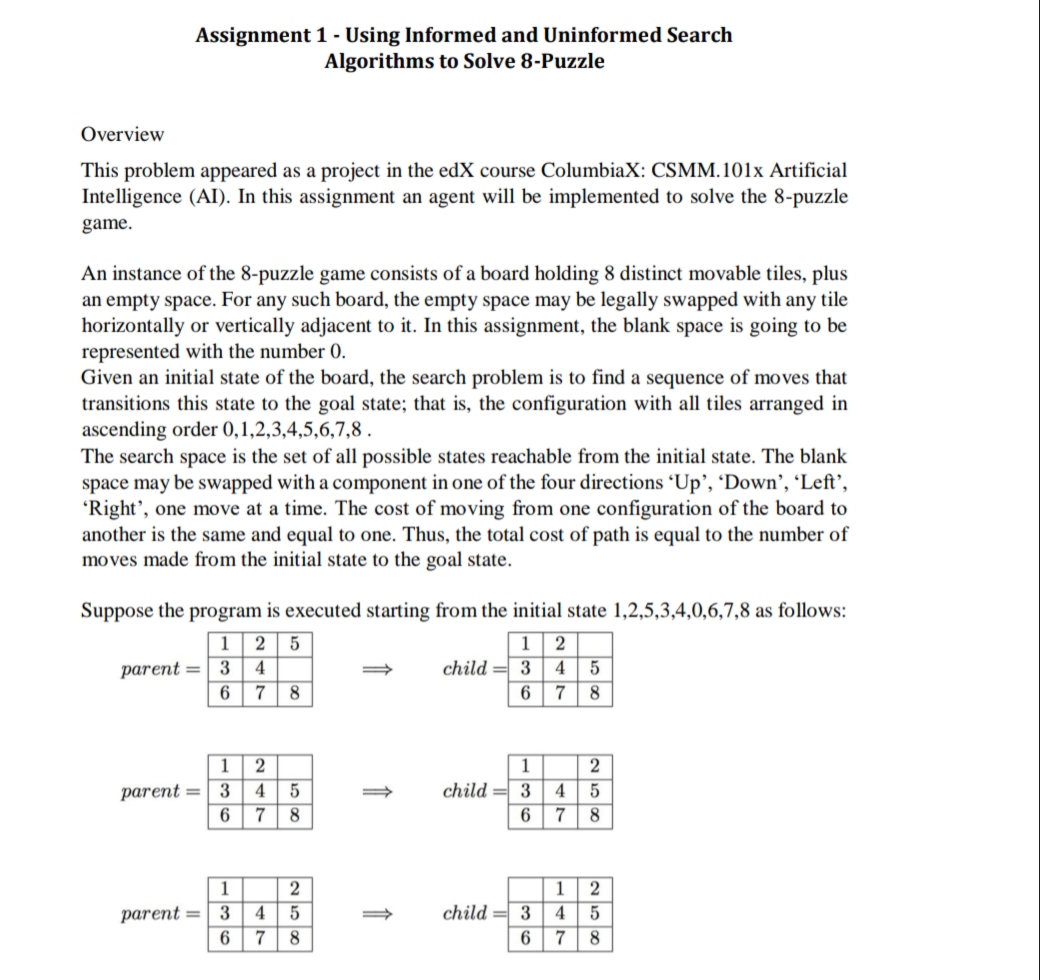 Assignment 1 - Using Informed and Uninformed Search
Algorithms to Solve 8-Puzzle
Overview
This problem appeared as a project in the edX course ColumbiaX: CSMM.101x Artificial
Intelligence (AI). In this assignment an agent will be implemented to solve the 8-puzzle
game.
An instance of the 8-puzzle game consists of a board holding 8 distinct movable tiles, plus
an empty space. For any such board, the empty space may be legally swapped with any tile
horizontally or vertically adjacent to it. In this assignment, the blank space is going to be
represented with the number 0.
Given an initial state of the board, the search problem is to find a sequence of moves that
transitions this state to the goal state; that is, the configuration with all tiles arranged in
ascending order 0,1,2,3,4,5,6,7,8 .
The search space is the set of all possible states reachable from the initial state. The blank
space may be swapped with a component in one of the four directions ‘Up’, ‘Down’, ‘Left’,
‘Right’, one move at a time. The cost of moving from one configuration of the board to
another is the same and equal to one. Thus, the total cost of path is equal to the number of
moves made from the initial state to the goal state.
Suppose the program is executed starting from the initial state 1,2,5,3,4,0,6,7,8 as follows:
1 2 5 1 2
parent = 3 4 ⟹ child = 3 4 5
6 7 8 6 7 8
1 2 1 2
parent = 3 4 5 ⟹ child = 3 4 5
6 7 8 6 7 8
1 2 1 2
parent = 3 4 5 ⟹ child = 3 4 5
6 7 8 6 7 8